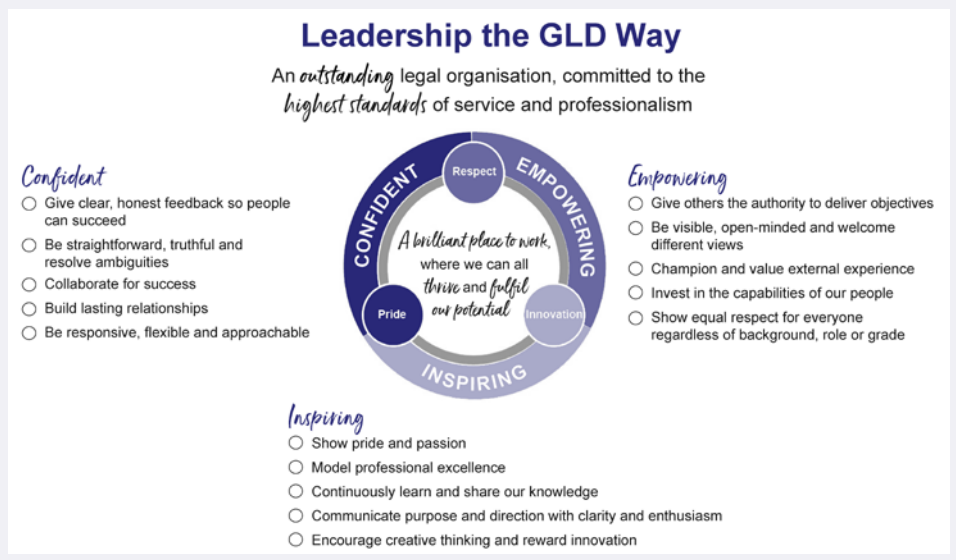 Leadership the GLD Way
An outstanding legal organisation, committed to the
highest standards of service and professionalism
Confident
Give clear, honest feedback so people
can succeed
Be straightforward, truthful and
resolve ambiguities
Collaborate for success
Build lasting relationships
Be responsive, flexible and approachable
CONFIDENT
Respect
EMPOWERING
A brilliant place to work,
where we can all
thrive and fulfil
our potential
Pride
Innovation
INSPIRING
Empowering
Give others the authority to deliver objectives
Be visible, open-minded and welcome
different views
Champion and value external experience
Invest in the capabilities of our people
Show equal respect for everyone
regardless of background, role or grade
Inspiring
Show pride and passion
Model professional excellence
Continuously learn and share our knowledge
Communicate purpose and direction with clarity and enthusiasm
Encourage creative thinking and reward innovation